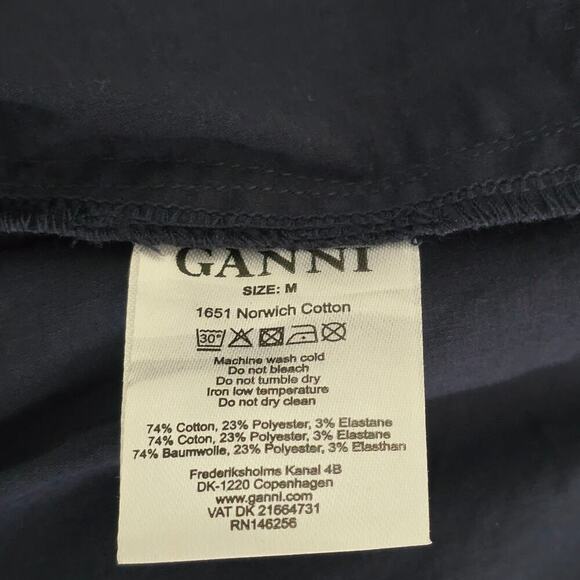 GANNI
SIZE: M
1651 Norwich Cotton
30°
Machine wash cold
Do not bleach
Do not tumble dry
Iron low temperature
Do not dry clean
74% Cotton, 23% Polyester, 3% Elastane
74% Coton, 23% Polyester, 3% Elastane
74% Baumwolle, 23% Polyester, 3% Elasthan
Frederiksholms Kanal 4B
DK-1220 Copenhagen
www.ganni.com
VAT DK 21664731
RN146256